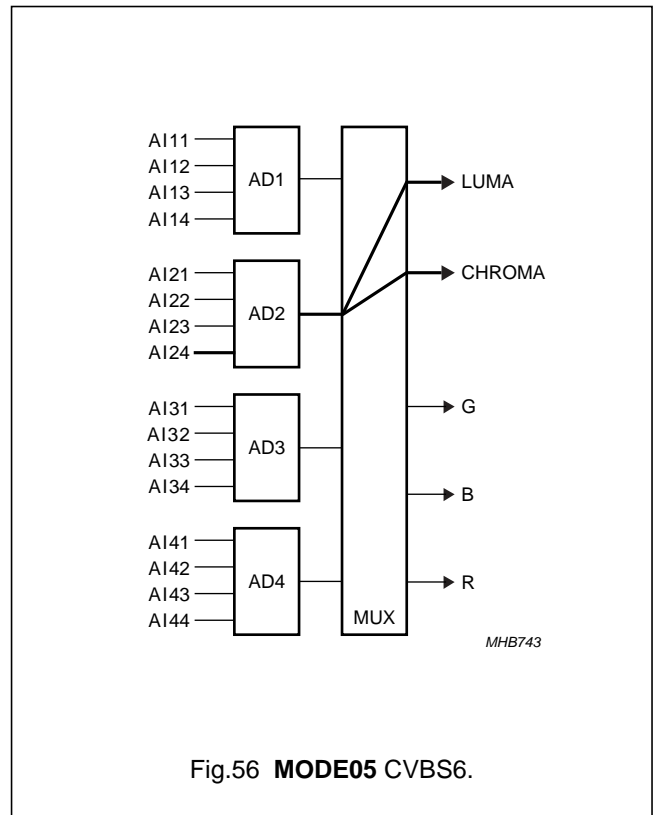 AI11
AI12
AI13
AI14
AD1
LUMA
AI21
AI22
AI23
AI24
AD2
CHROMA
AI31
AI32
AI33
AI34
AD3
G
B
AI41
AI42
AI43
AI44
AD4
R
MUX
MHB743
Fig.56 MODE05 CVBS6.